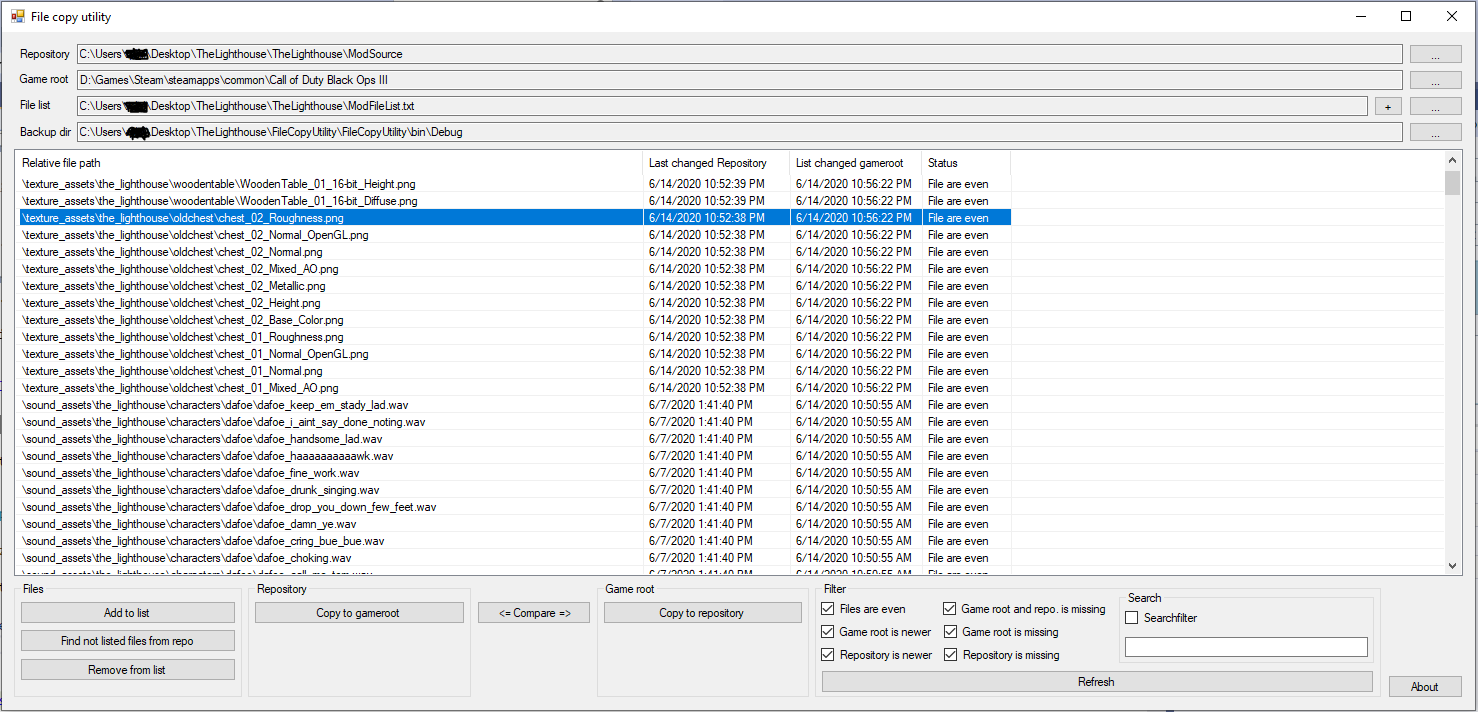 File copy utility
Repository C:\Users\ \Desktop\TheLighthouse\TheLighthouse\ModSource ...
Game root D:\Games\Steam\steamapps\common\Call of Duty Black Ops III ...
File list C:\Users\ \Desktop\TheLighthouse\TheLighthouse\ModFileList.txt + ...
Backup dir C:\Users\ \Desktop\TheLighthouse\FileCopyUtility\FileCopyUtility\bin\Debug ...
Relative file path Last changed Repository List changed gameroot Status
\texture_assets\the_lighthouse\woodentable\WoodenTable_01_16-bit_Height.png 6/14/2020 10:52:39 PM 6/14/2020 10:56:22 PM File are even
\texture_assets\the_lighthouse\woodentable\WoodenTable_01_16-bit_Diffuse.png 6/14/2020 10:52:39 PM 6/14/2020 10:56:22 PM File are even
\texture_assets\the_lighthouse\oldchest\chest_02_Roughness.png 6/14/2020 10:52:38 PM 6/14/2020 10:56:22 PM File are even
\texture_assets\the_lighthouse\oldchest\chest_02_Normal_OpenGL.png 6/14/2020 10:52:38 PM 6/14/2020 10:56:22 PM File are even
\texture_assets\the_lighthouse\oldchest\chest_02_Normal.png 6/14/2020 10:52:38 PM 6/14/2020 10:56:22 PM File are even
\texture_assets\the_lighthouse\oldchest\chest_02_Mixed_AO.png 6/14/2020 10:52:38 PM 6/14/2020 10:56:22 PM File are even
\texture_assets\the_lighthouse\oldchest\chest_02_Metallic.png 6/14/2020 10:52:38 PM 6/14/2020 10:56:22 PM File are even
\texture_assets\the_lighthouse\oldchest\chest_02_Height.png 6/14/2020 10:52:38 PM 6/14/2020 10:56:22 PM File are even
\texture_assets\the_lighthouse\oldchest\chest_02_Base_Color.png 6/14/2020 10:52:38 PM 6/14/2020 10:56:22 PM File are even
\texture_assets\the_lighthouse\oldchest\chest_01_Roughness.png 6/14/2020 10:52:38 PM 6/14/2020 10:56:22 PM File are even
\texture_assets\the_lighthouse\oldchest\chest_01_Normal_OpenGL.png 6/14/2020 10:52:38 PM 6/14/2020 10:56:22 PM File are even
\texture_assets\the_lighthouse\oldchest\chest_01_Normal.png 6/14/2020 10:52:38 PM 6/14/2020 10:56:22 PM File are even
\texture_assets\the_lighthouse\oldchest\chest_01_Mixed_AO.png 6/14/2020 10:52:38 PM 6/14/2020 10:56:22 PM File are even
\sound_assets\the_lighthouse\characters\dafoe\dafoe_keep_em_stady_lad.wav 6/7/2020 1:41:40 PM 6/14/2020 10:50:55 AM File are even
\sound_assets\the_lighthouse\characters\dafoe\dafoe_i_aint_say_done_noting.wav 6/7/2020 1:41:40 PM 6/14/2020 10:50:55 AM File are even
\sound_assets\the_lighthouse\characters\dafoe\dafoe_handsome_lad.wav 6/7/2020 1:41:40 PM 6/14/2020 10:50:55 AM File are even
\sound_assets\the_lighthouse\characters\dafoe\dafoe_haaaaaaaaaawk.wav 6/7/2020 1:41:40 PM 6/14/2020 10:50:55 AM File are even
\sound_assets\the_lighthouse\characters\dafoe\dafoe_fine_work.wav 6/7/2020 1:41:40 PM 6/14/2020 10:50:55 AM File are even
\sound_assets\the_lighthouse\characters\dafoe\dafoe_drunk_singing.wav 6/7/2020 1:41:40 PM 6/14/2020 10:50:55 AM File are even
\sound_assets\the_lighthouse\characters\dafoe\dafoe_drop_you_down_few_feet.wav 6/7/2020 1:41:40 PM 6/14/2020 10:50:55 AM File are even
\sound_assets\the_lighthouse\characters\dafoe\dafoe_damn_ye.wav 6/7/2020 1:41:40 PM 6/14/2020 10:50:55 AM File are even
\sound_assets\the_lighthouse\characters\dafoe\dafoe_cring_bue_bue.wav 6/7/2020 1:41:40 PM 6/14/2020 10:50:55 AM File are even
\sound_assets\the_lighthouse\characters\dafoe\dafoe_choking.wav 6/7/2020 1:41:40 PM 6/14/2020 10:50:55 AM File are even
Files Repository Game root Filter
Search
Add to list Copy to gameroot <= Compare => Copy to repository Files are even Game root and repo. is missing Searchfilter
Find not listed files from repo Game root is newer Game root is missing
Remove from list Repository is newer Repository is missing
Refresh
About